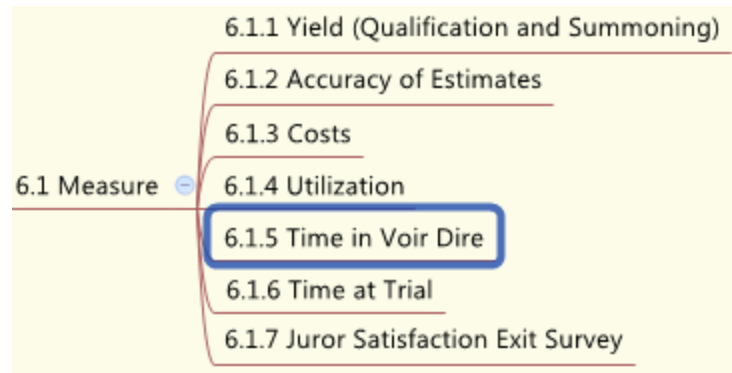 6.1 Measure
6.1.1 Yield (Qualification and Summoning)
6.1.2 Accuracy of Estimates
6.1.3 Costs
6.1.4 Utilization
6.1.5 Time in Voir Dire
6.1.6 Time at Trial
6.1.7 Juror Satisfaction Exit Survey